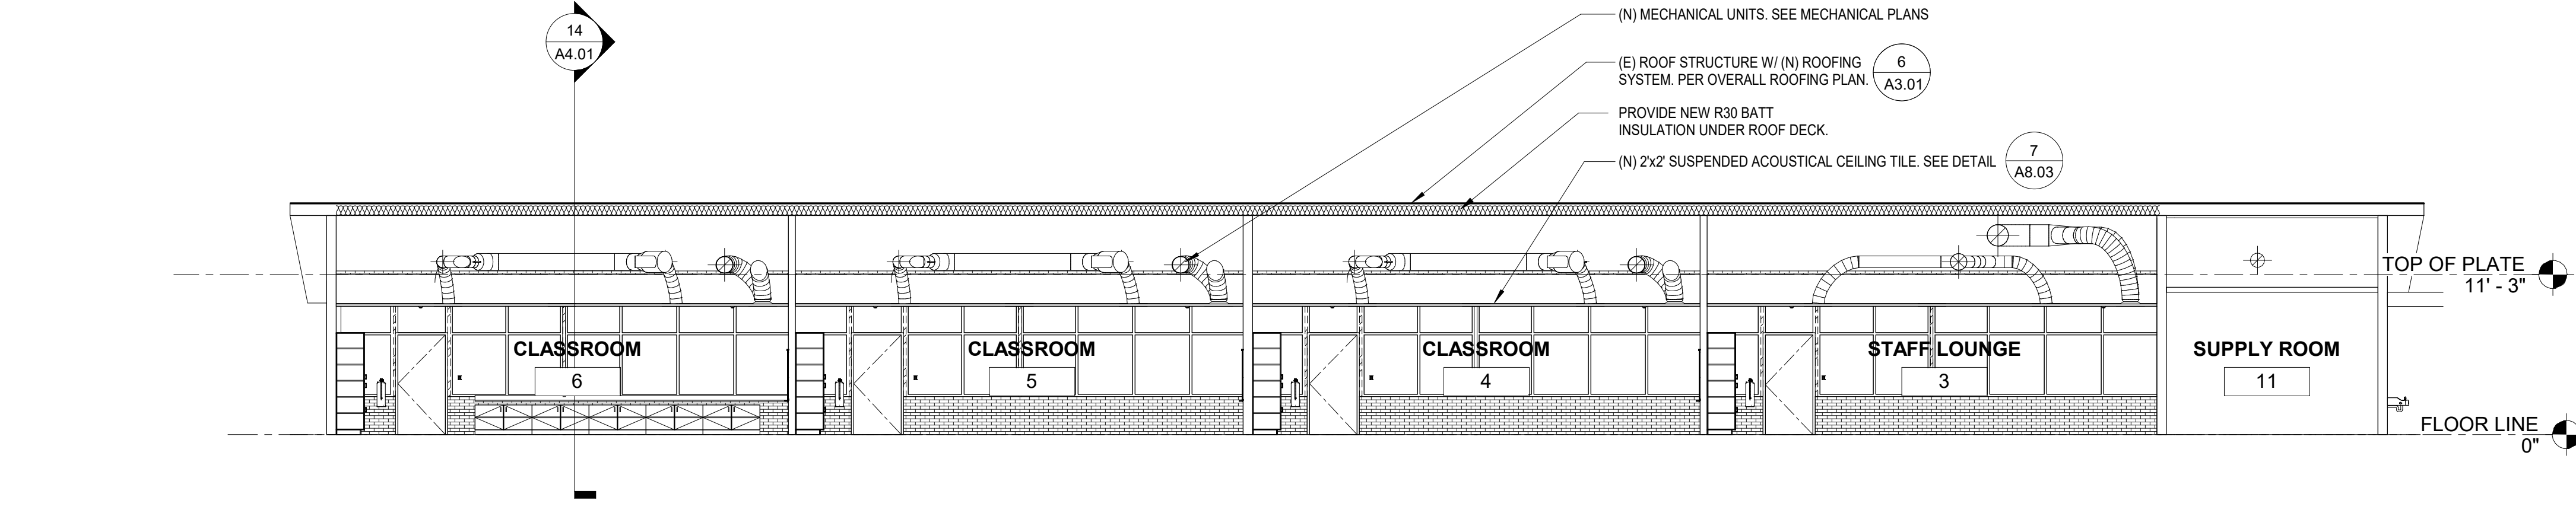 14
A4.01
(N) MECHANICAL UNITS. SEE MECHANICAL PLANS
(E) ROOF STRUCTURE W/ (N) ROOFING
SYSTEM. PER OVERALL ROOFING PLAN.
6
A3.01
PROVIDE NEW R30 BATT
INSULATION UNDER ROOF DECK.
(N) 2'x2' SUSPENDED ACOUSTICAL CEILING TILE. SEE DETAIL
7
A8.03
TOP OF PLATE
11' - 3"
CLASSROOM
6
CLASSROOM
5
CLASSROOM
4
STAFF LOUNGE
3
SUPPLY ROOM
11
FLOOR LINE
0"